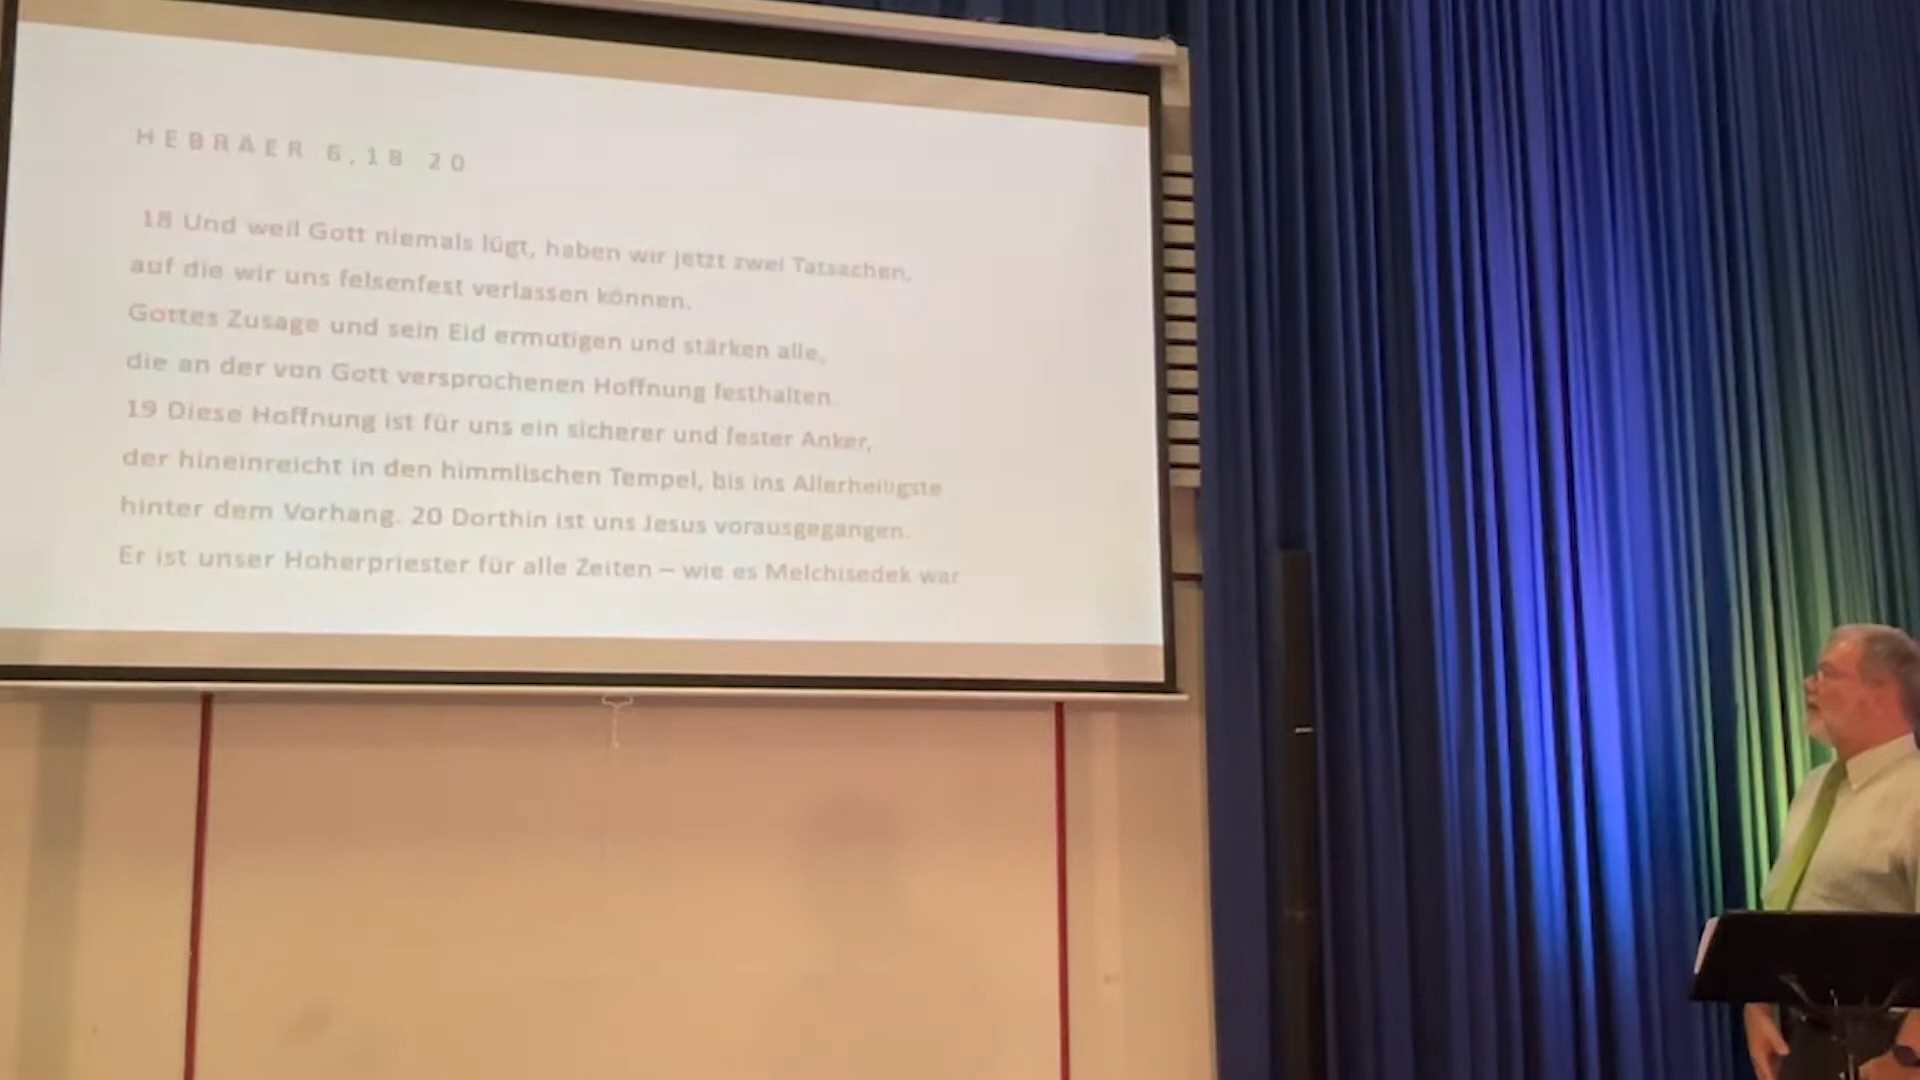 HEBRÄER 6,18 20
18 Und weil Gott niemals lügt, haben wir jetzt zwei Tatsachen,
auf die wir uns felsenfest verlassen können.
Gottes Zusage und sein Eid ermutigen und stärken alle,
die an der von Gott versprochenen Hoffnung festhalten.
19 Diese Hoffnung ist für uns ein sicherer und fester Anker,
der hineinreicht in den himmlischen Tempel, bis ins Allerheiligste
hinter dem Vorhang. 20 Dorthin ist uns Jesus vorausgegangen.
Er ist unser Hoherpriester für alle Zeiten – wie es Melchisedek war